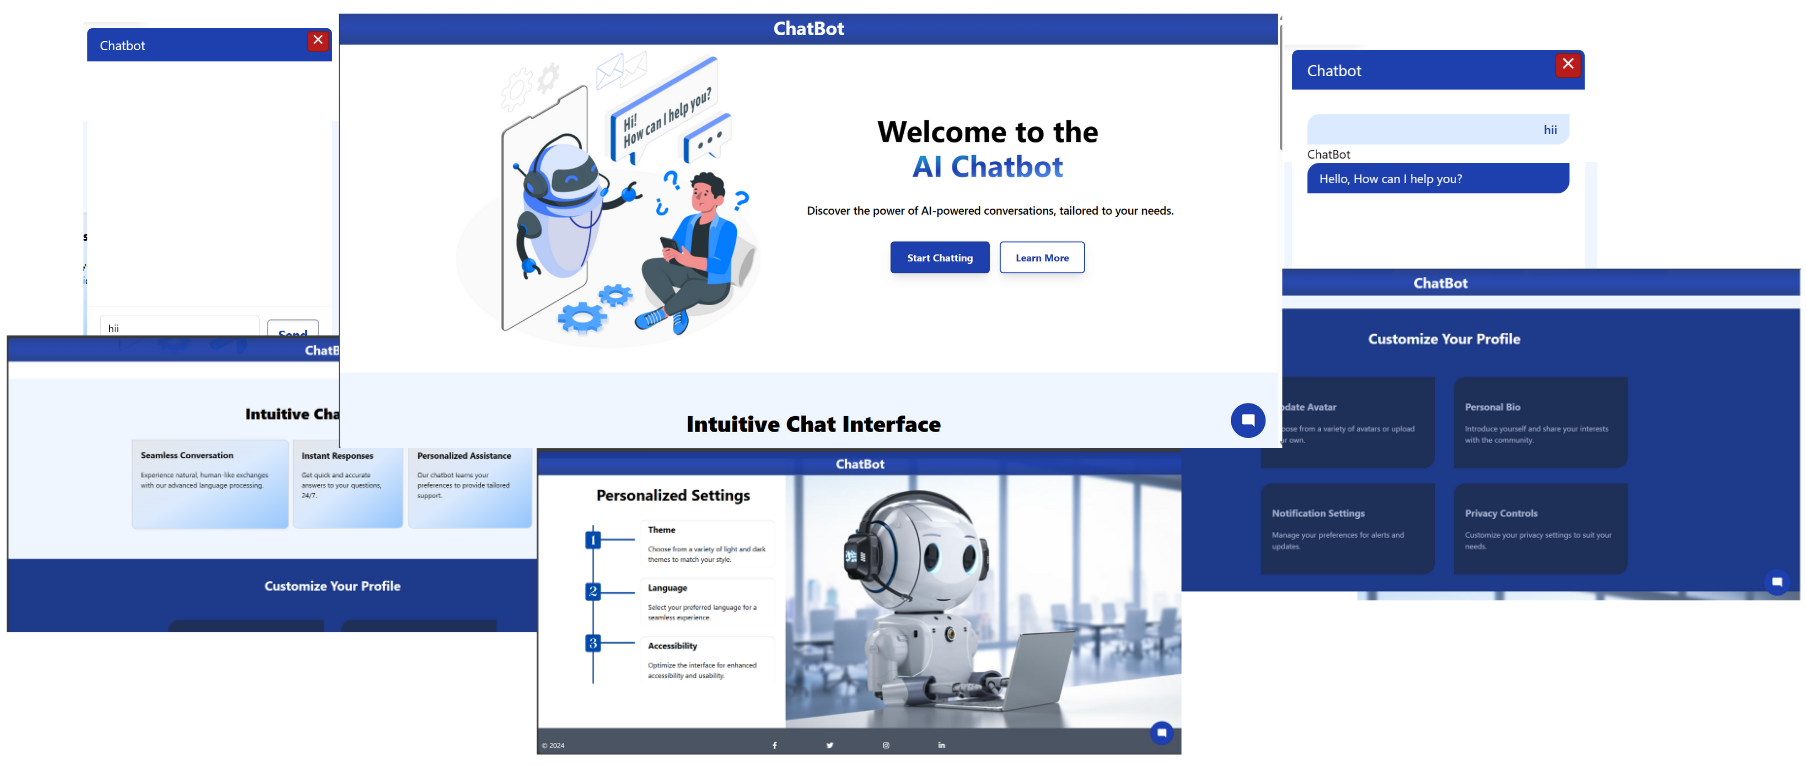 Chatbot
hii
Send
ChatBot
Hi!
How can I help you?
Welcome to the
AI Chatbot
Discover the power of AI-powered conversations, tailored to your needs.
Start Chatting
Learn More
Intuitive Chat Interface
Chatbot
hii
ChatBot
Hello, How can I help you?
Intuitive Cha
Seamless Conversation
Experience natural, human-like exchanges
with our advanced language processing.
Instant Responses
Get quick and accurate
answers to your questions,
24/7.
Personalized Assistance
Our chatbot learns your
preferences to provide tailored
support.
Customize Your Profile
ChatBot
Personalized Settings
1
Theme
Choose from a variety of light and dark
themes to match your style.
2
Language
Select your preferred language for a
seamless experience.
3
Accessibility
Optimize the interface for enhanced
accessibility and usability.
© 2024
ChatBot
Customize Your Profile
date Avatar
ose from a variety of avatars or upload
own.
Personal Bio
Introduce yourself and share your interests
with the community.
Notification Settings
Manage your preferences for alerts and
updates.
Privacy Controls
Customize your privacy settings to suit your
needs.